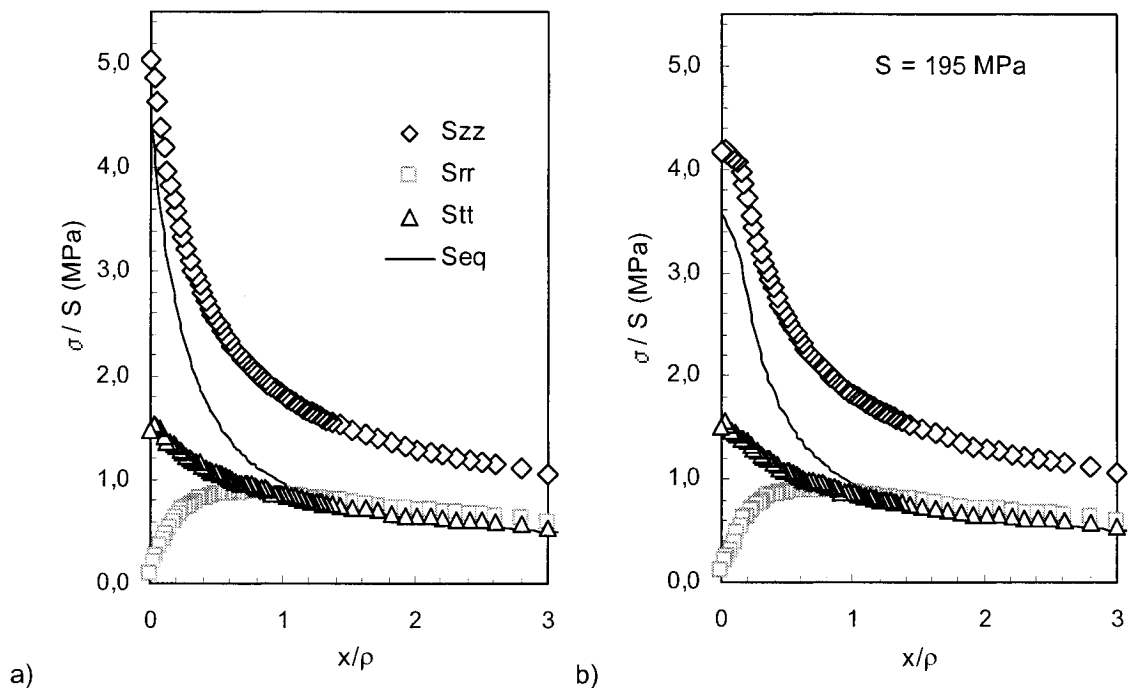 5,0
4,0
3,0
2,0
1,0
0,0
σ / S (MPa)
Szz
Srr
Stt
Seq
0 1 2 3
x/ρ
a)
5,0
4,0
3,0
2,0
1,0
0,0
σ / S (MPa)
S = 195 MPa
0 1 2 3
x/ρ
b)